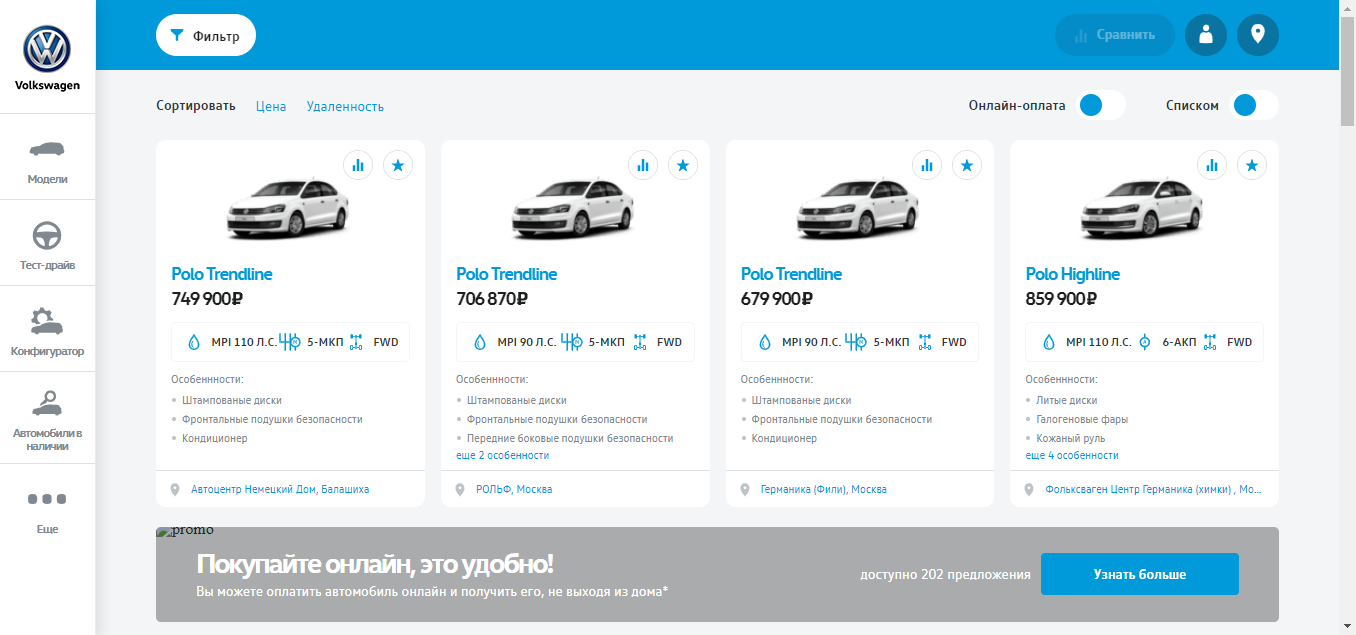 Volkswagen
Модели
Тест-драйв
Конфигуратор
Автомобили в
наличии
Еще
Фильтр
Сравнить
Сортировать Цена Удаленность
Онлайн-оплата Списком
Polo Trendline
749 900₽
MPI 110 Л.С. 5-МКП FWD
Особеннности:
Штампованые диски
Фронтальные подушки безопасности
Кондиционер
Автоцентр Немецкий Дом, Балашиха
Polo Trendline
706 870₽
MPI 90 Л.С. 5-МКП FWD
Особеннности:
Штампованые диски
Фронтальные подушки безопасности
Передние боковые подушки безопасности
еще 2 особенности
РОЛЬФ, Москва
Polo Trendline
679 900₽
MPI 90 Л.С. 5-МКП FWD
Особеннности:
Штампованые диски
Фронтальные подушки безопасности
Кондиционер
Германика (Фили), Москва
Polo Highline
859 900₽
MPI 110 Л.С. 6-АКП FWD
Особеннности:
Литые диски
Галогеновые фары
Кожаный руль
еще 4 особенности
Фольксваген Центр Германика (химки) , Мо...
promo
Покупайте онлайн, это удобно!
Вы можете оплатить автомобиль онлайн и получить его, не выходя из дома*
доступно 202 предложения
Узнать больше